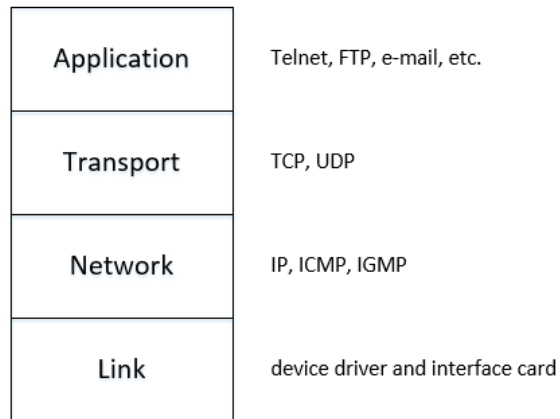 Application Telnet, FTP, e-mail, etc.
Transport TCP, UDP
Network IP, ICMP, IGMP
Link device driver and interface card